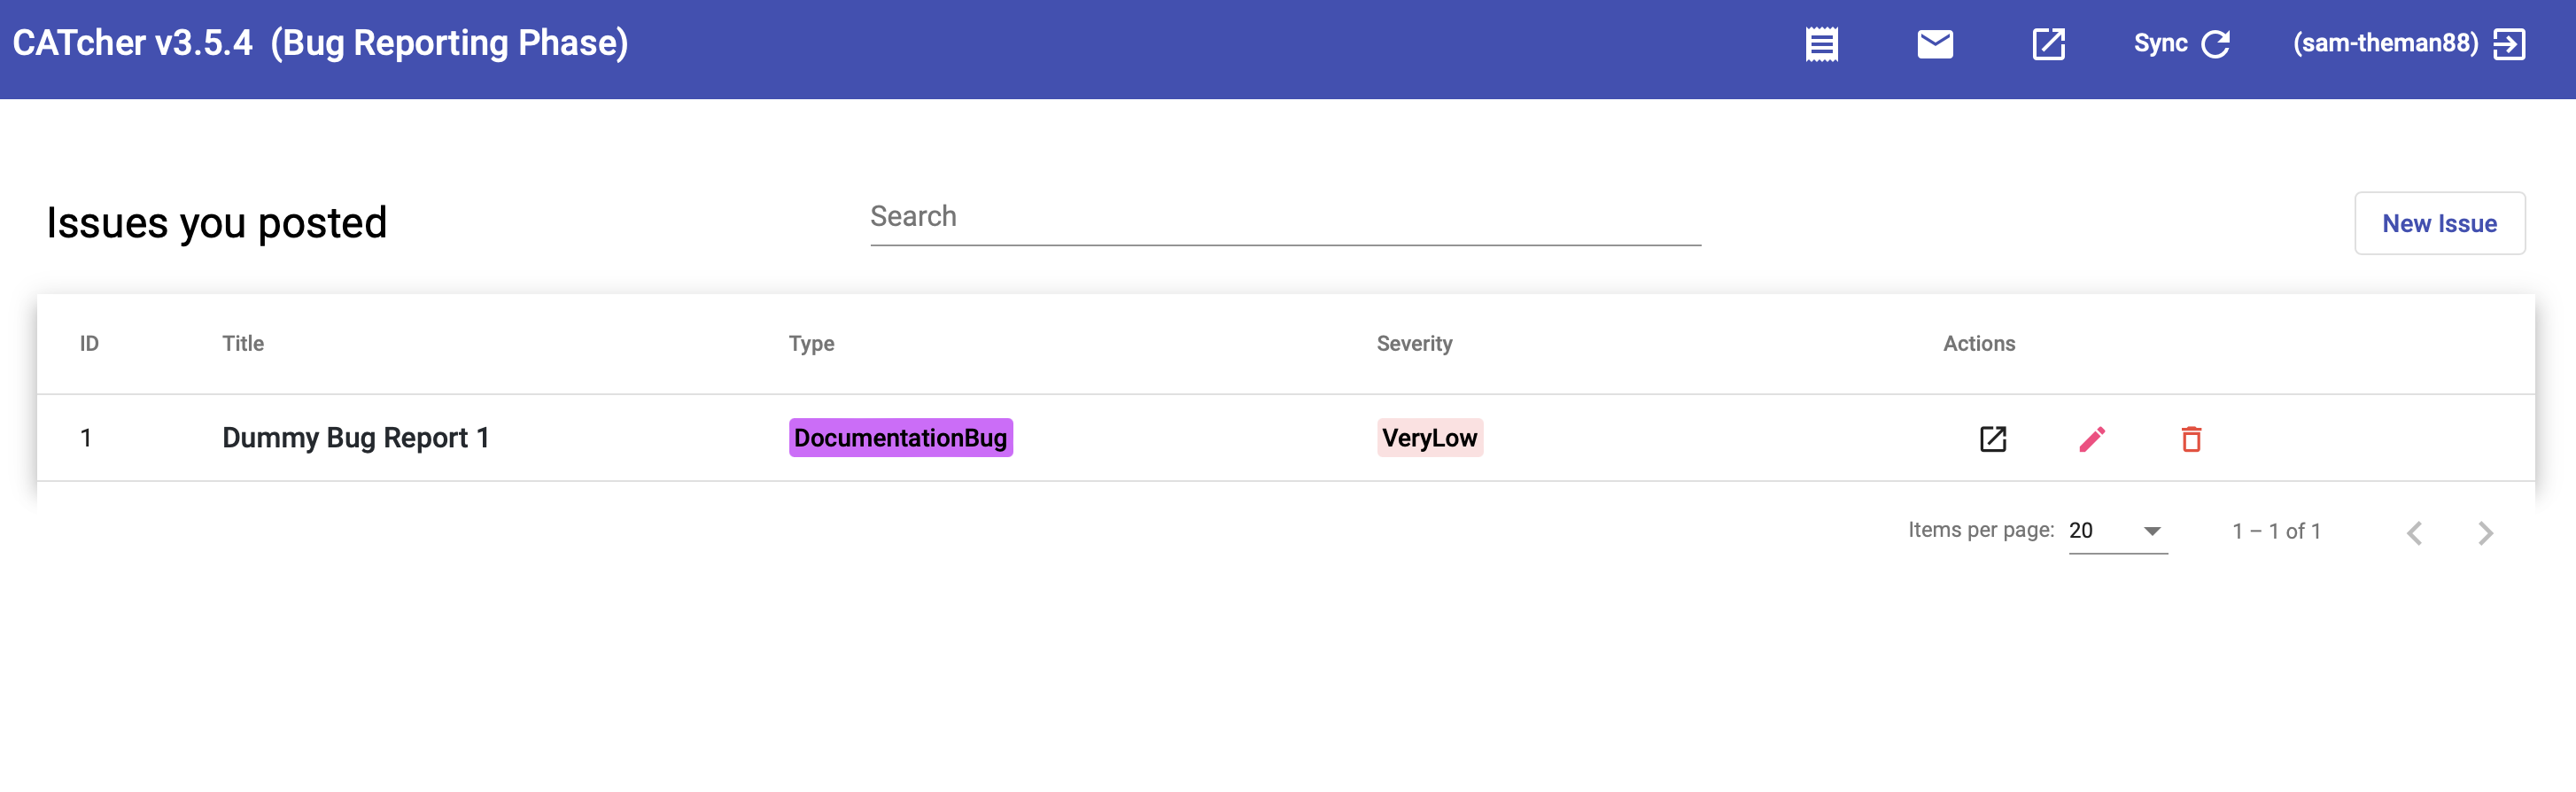 CATcher v3.5.4 (Bug Reporting Phase)
Sync
(sam-theman88)
Issues you posted
Search
New Issue
ID Title Type Severity Actions
1 Dummy Bug Report 1 DocumentationBug VeryLow
Items per page: 20 1 – 1 of 1